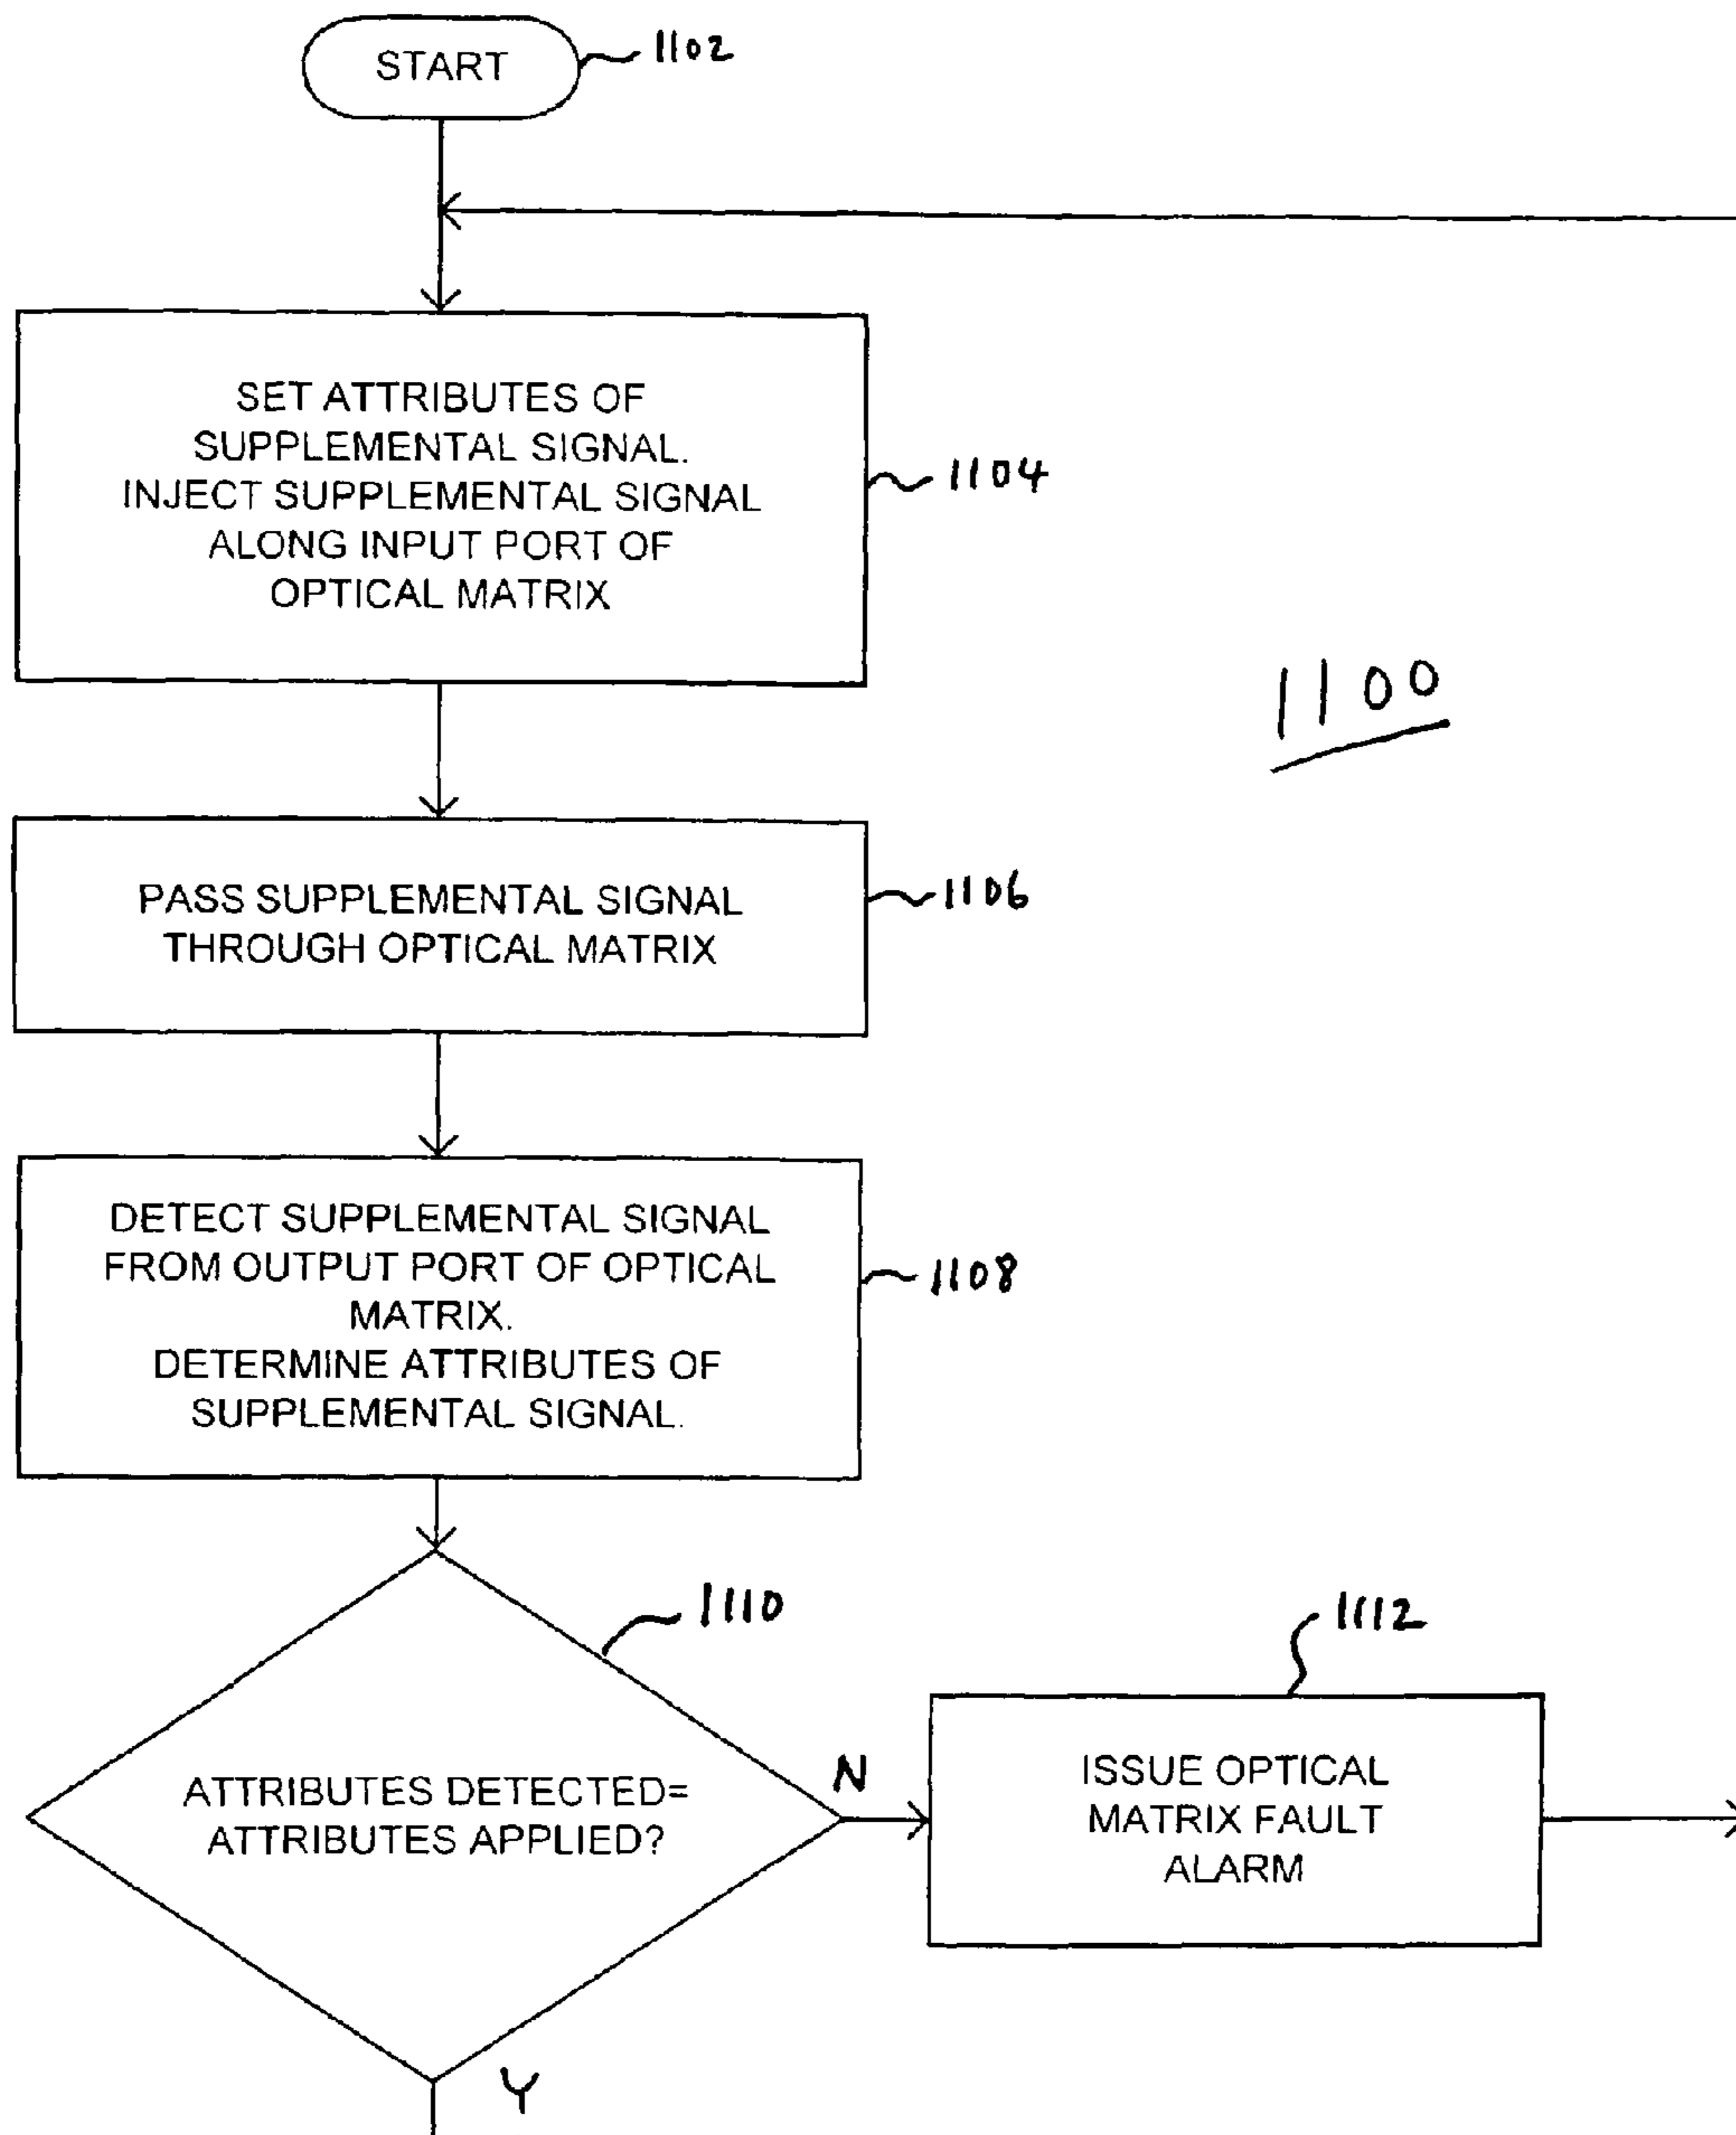 START
1102
SET ATTRIBUTES OF
SUPPLEMENTAL SIGNAL.
INJECT SUPPLEMENTAL SIGNAL
ALONG INPUT PORT OF
OPTICAL MATRIX
1104
1100
PASS SUPPLEMENTAL SIGNAL
THROUGH OPTICAL MATRIX
1106
DETECT SUPPLEMENTAL SIGNAL
FROM OUTPUT PORT OF OPTICAL
MATRIX.
DETERMINE ATTRIBUTES OF
SUPPLEMENTAL SIGNAL.
1108
1110
ATTRIBUTES DETECTED=
ATTRIBUTES APPLIED?
N
1112
ISSUE OPTICAL
MATRIX FAULT
ALARM
Y